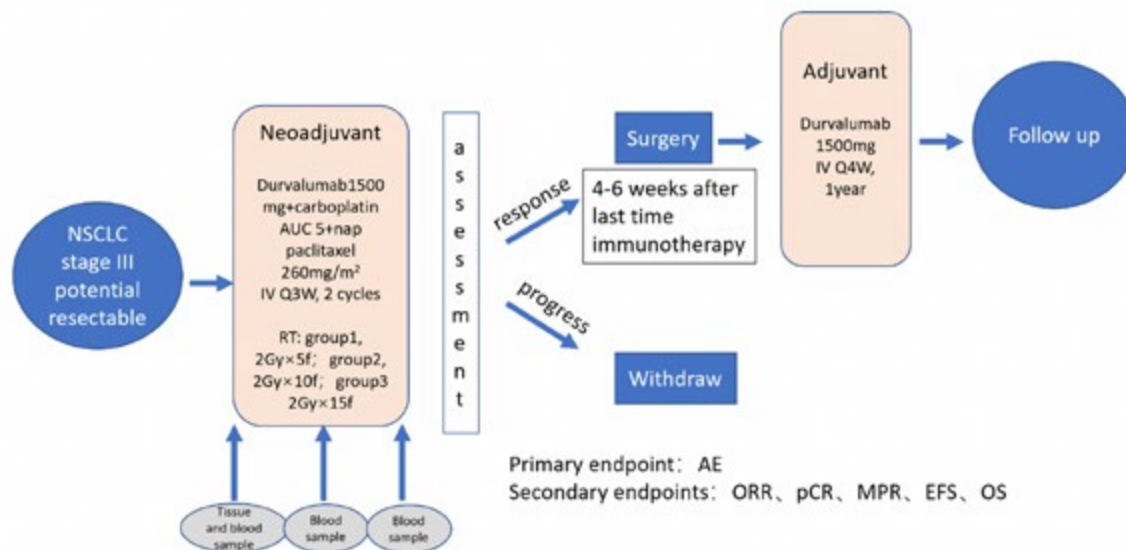 NSCLC
stage III
potential
resectable
Neoadjuvant
Durvalumab1500
mg+carboplatin
AUC 5+nap
paclitaxel
260mg/m²
IV Q3W, 2 cycles
RT: group1,
2Gy×5f; group2,
2Gy×10f; group3
2Gy×15f
Tissue
and blood
sample
Blood
sample
Blood
sample
assessment
response
progress
Surgery
4-6 weeks after
last time
immunotherapy
Withdraw
Adjuvant
Durvalumab
1500mg
IV Q4W,
1year
Follow up
Primary endpoint: AE
Secondary endpoints: ORR、pCR、MPR、EFS、OS